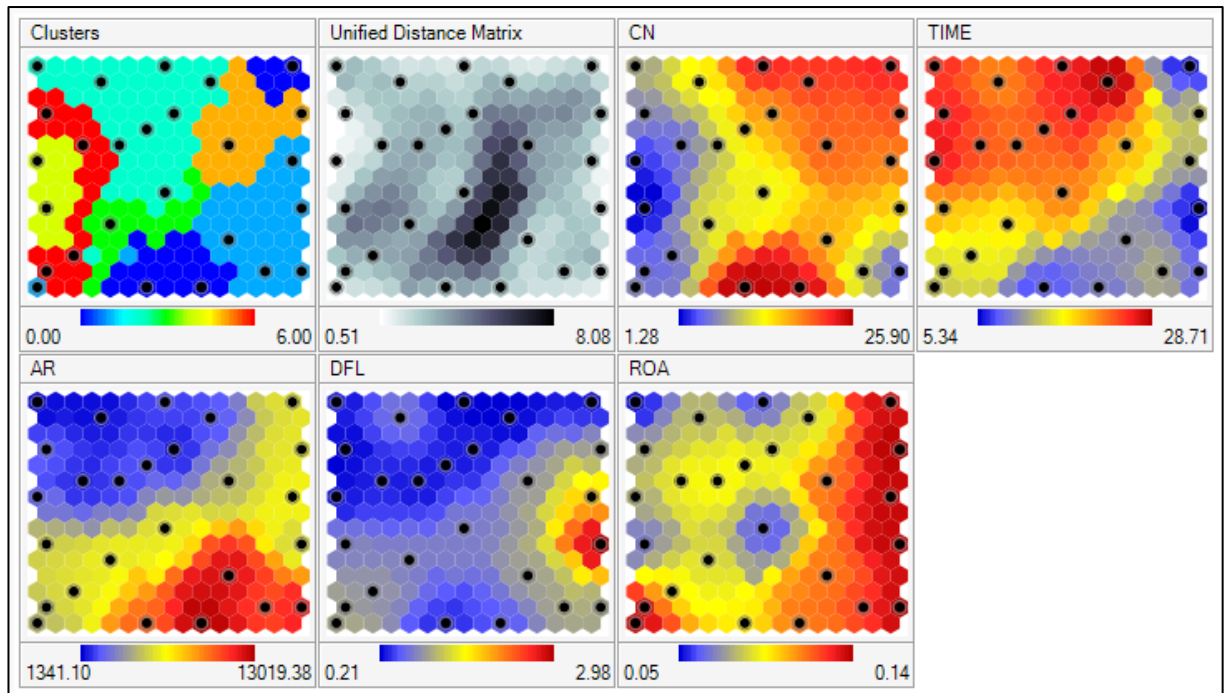 Clusters Unified Distance Matrix CN TIME
0.00 6.00 0.51 8.08 1.28 25.90 5.34 28.71
AR DFL ROA
1341.10 13019.38 0.21 2.98 0.05 0.14